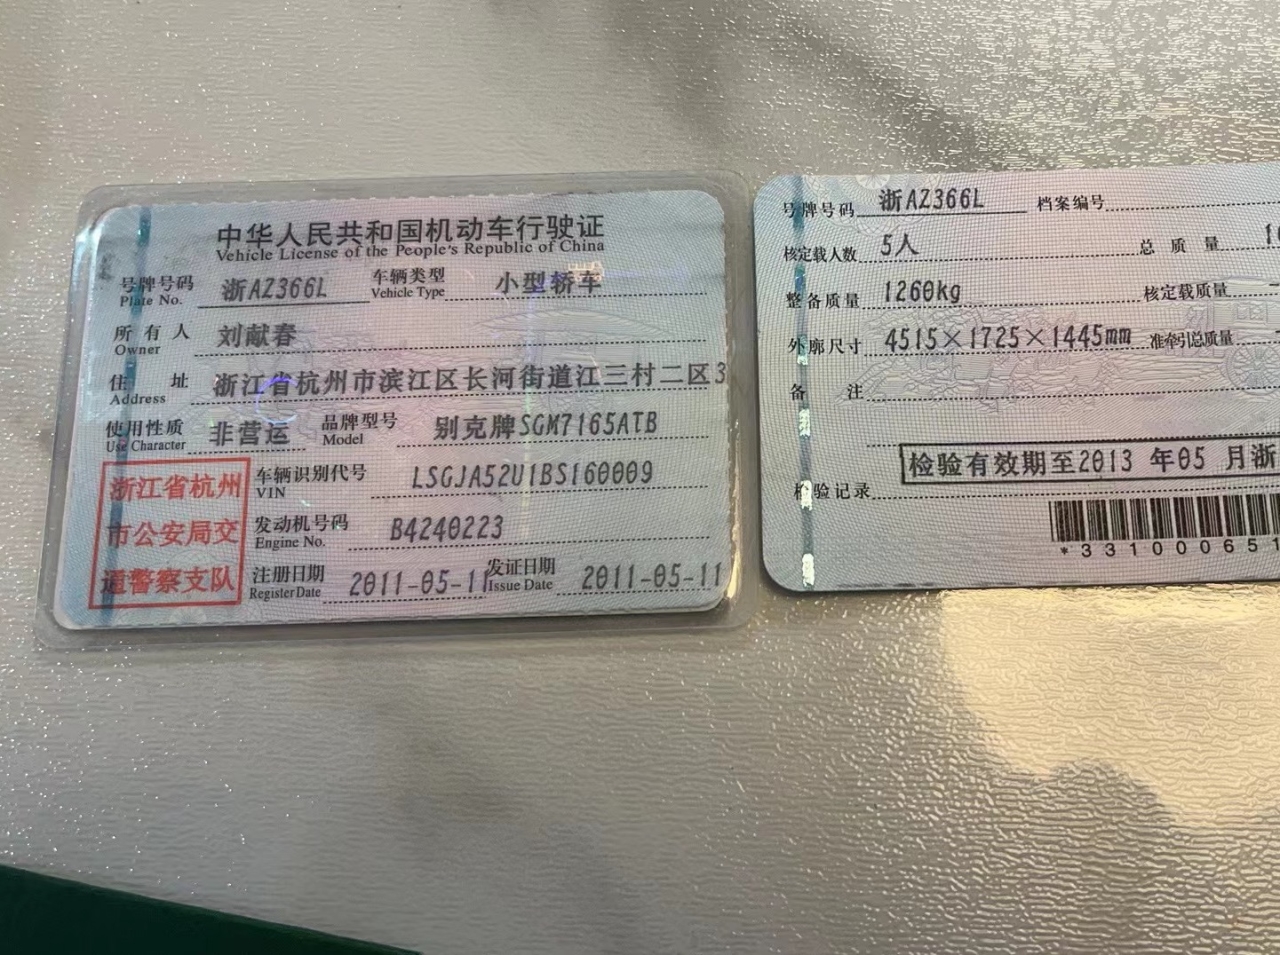 中华人民共和国机动车行驶证
Vehicle License of the People's Republic of China
号牌号码 浙AZ366L 车辆类型 小型轿车
Plate No. Vehicle Type
所有人 刘献春
Owner
住址 浙江省杭州市滨江区长河街道江三村二区3
Address
使用性质 非营运 品牌型号 别克牌SGM7165ATB
Use Character Model
车辆识别代号 LSGJA52U1BS160009
VIN
发动机号码 B4240223
Engine No.
注册日期 2011-05-11 发证日期 2011-05-11
Register Date Issue Date
浙江省杭州
市公安局交
通警察支队
号牌号码 浙AZ366L 档案编号
核定载人数 5人 总质量
整备质量 1260kg 核定载质量
外廓尺寸 4515×1725×1445mm 准牵引总质量
备注
检验有效期至2013 年05 月浙
检验记录
*331000651